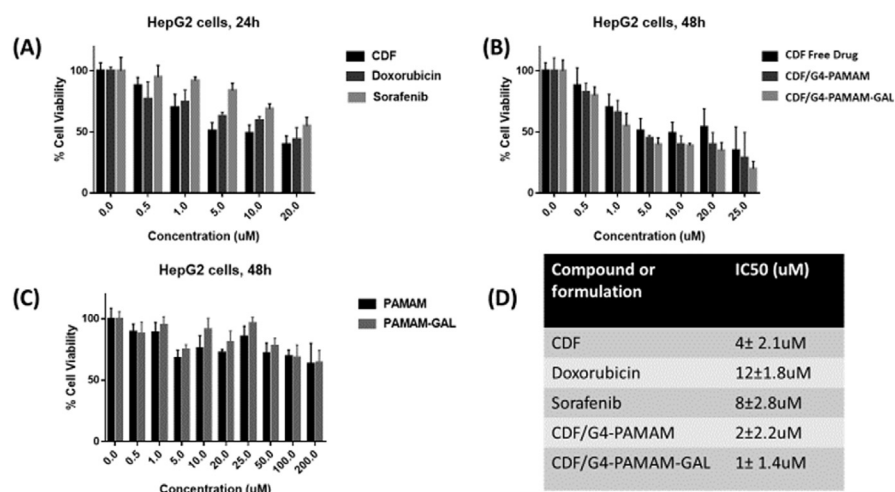 HepG2 cells, 24h
(A)
CDF
Doxorubicin
Sorafenib
% Cell Viability
100
50
0
0.0 0.5 1.0 5.0 10.0 20.0
Concentration (uM)
HepG2 cells, 48h
(B)
CDF Free Drug
CDF/G4-PAMAM
CDF/G4-PAMAM-GAL
% Cell Viability
100
50
0
0.0 0.5 1.0 5.0 10.0 20.0 25.0
Concentration (uM)
HepG2 cells, 48h
(C)
PAMAM
PAMAM-GAL
% Cell Viability
100
50
0
0.0 0.5 1.0 5.0 10.0 20.0 25.0 50.0 100.0 200.0
Concentration (uM)
(D)
Compound or IC50 (uM)
formulation
CDF 4± 2.1uM
Doxorubicin 12±1.8uM
Sorafenib 8±2.8uM
CDF/G4-PAMAM 2±2.2uM
CDF/G4-PAMAM-GAL 1± 1.4uM